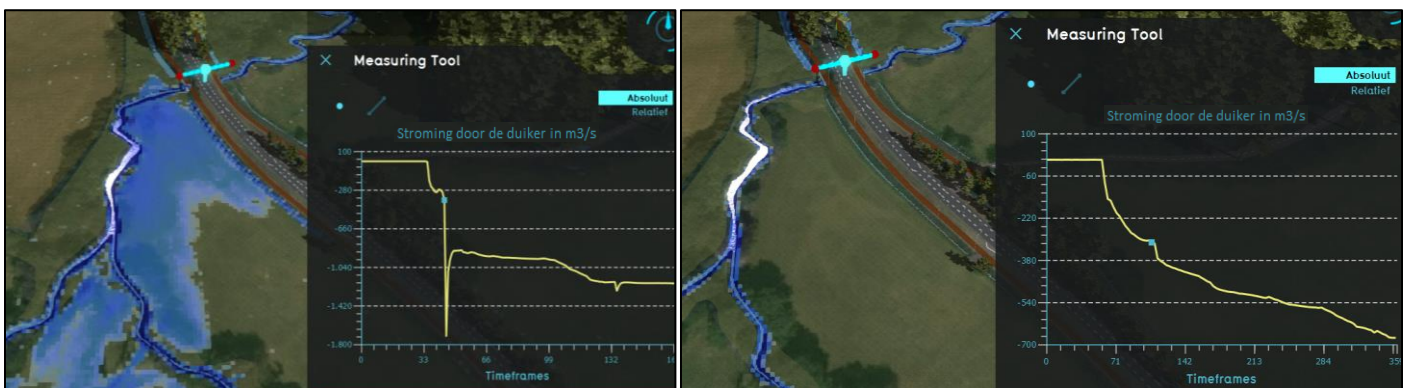 Measuring Tool
Absoluut
Relatief
Stroming door de duiker in m3/s
100
-280
-660
-1.040
-1.420
-1.800
0
33
66
99
132
Timeframes
Measuring Tool
Absoluut
Relatief
Stroming door de duiker in m3/s
100
-60
-220
-380
-540
-700
0
71
142
213
284
Timeframes